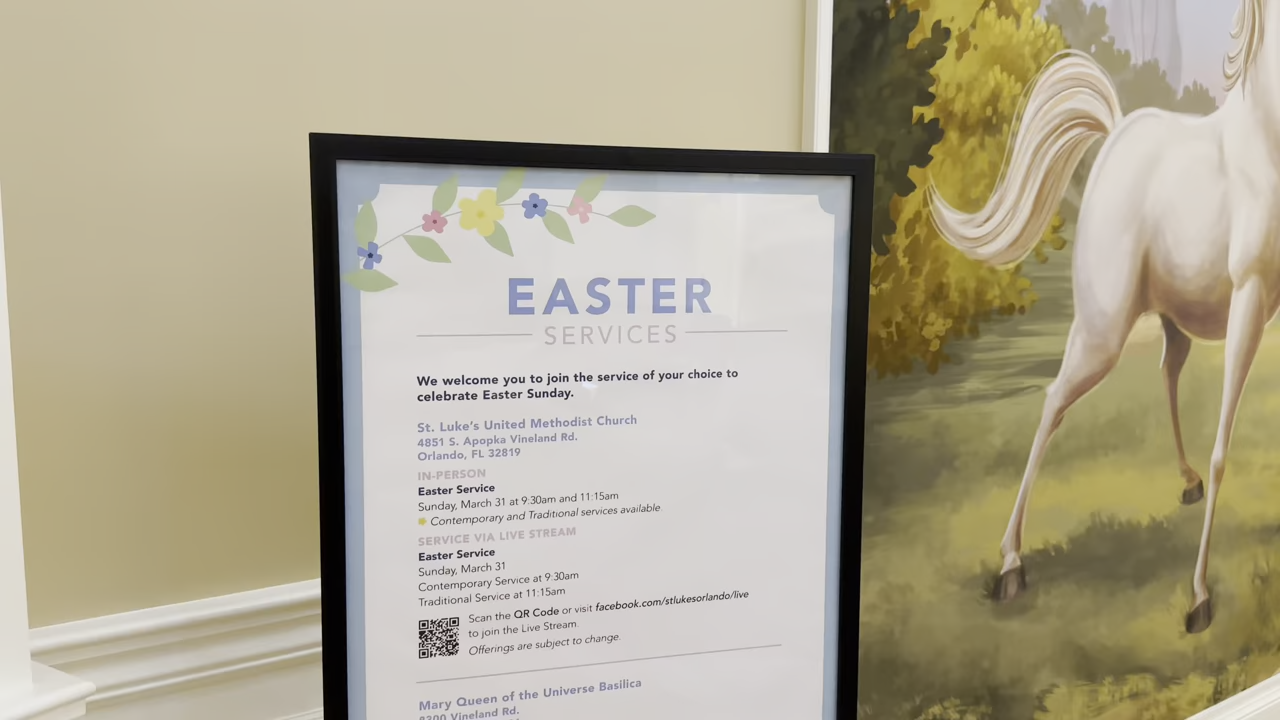 EASTER
SERVICES
We welcome you to join the service of your choice to
celebrate Easter Sunday.
St. Luke's United Methodist Church
4851 S. Apopka Vineland Rd.
Orlando, FL 32819
IN-PERSON
Easter Service
Sunday, March 31 at 9:30am and 11:15am
Contemporary and Traditional services available.
SERVICE VIA LIVE STREAM
Easter Service
Sunday, March 31
Contemporary Service at 9:30am
Traditional Service at 11:15am
Scan the QR Code or visit facebook.com/stlukesorlando/live
to join the Live Stream.
Offerings are subject to change.
Mary Queen of the Universe Basilica
8300 Vineland Rd.